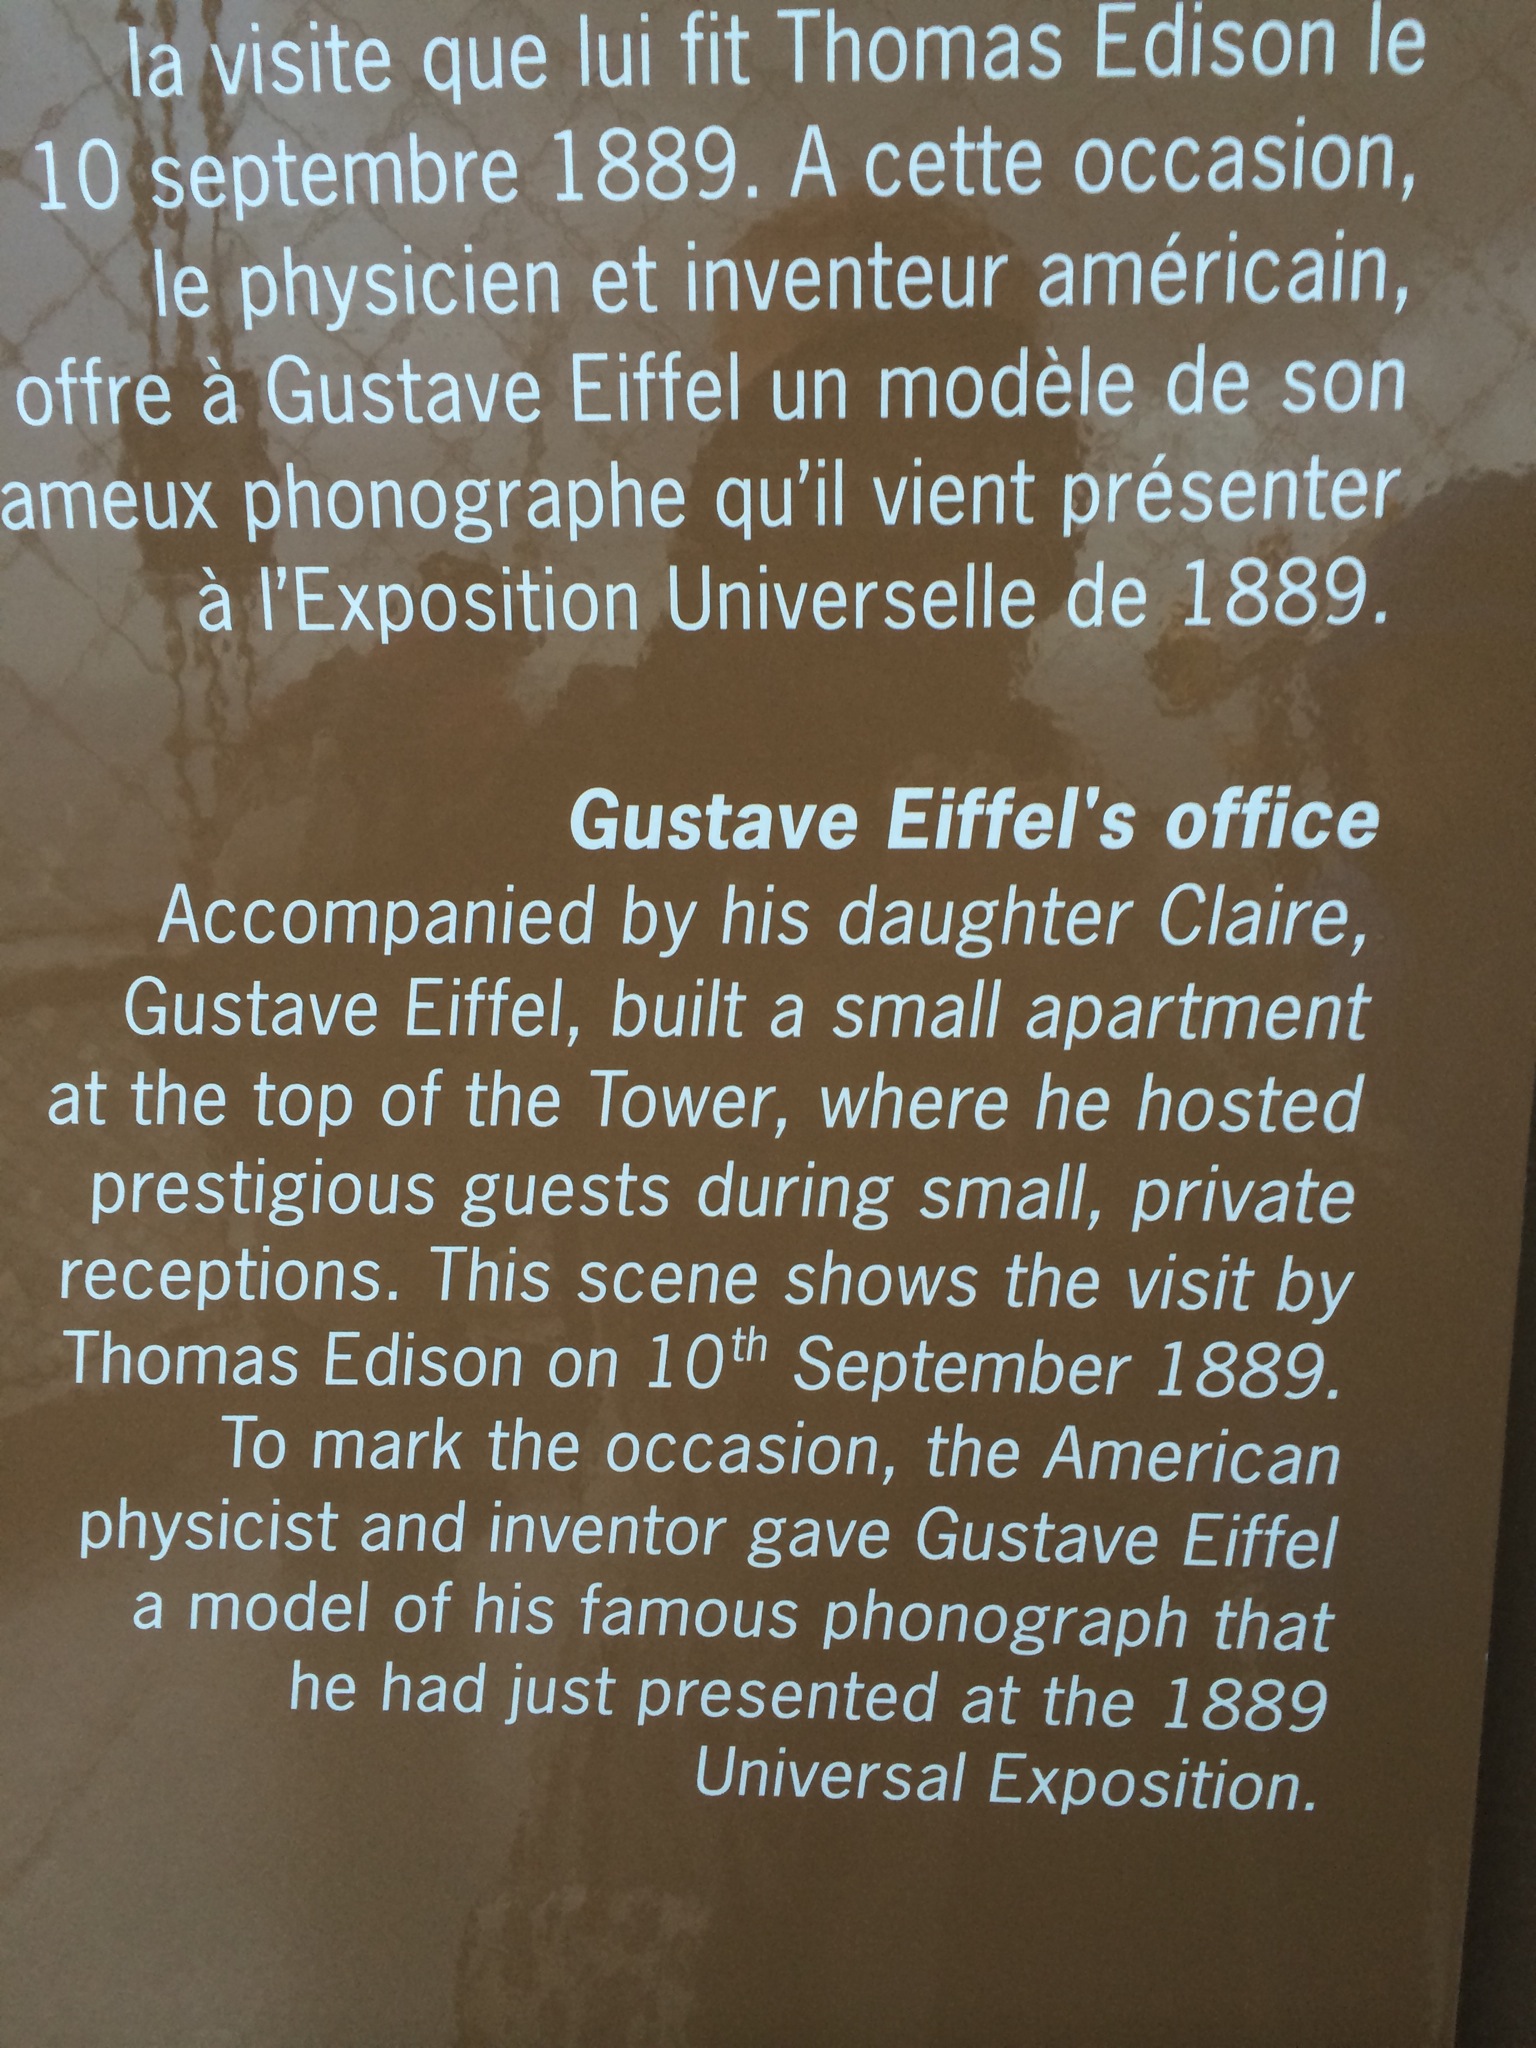 la visite que lui fit Thomas Edison le
10 septembre 1889. A cette occasion,
le physicien et inventeur américain,
offre à Gustave Eiffel un modèle de son
ameux phonographe qu'il vient présenter
à l'Exposition Universelle de 1889.
Gustave Eiffel's office
Accompanied by his daughter Claire,
Gustave Eiffel, built a small apartment
at the top of the Tower, where he hosted
prestigious guests during small, private
receptions. This scene shows the visit by
Thomas Edison on 10th September 1889.
To mark the occasion, the American
physicist and inventor gave Gustave Eiffel
a model of his famous phonograph that
he had just presented at the 1889
Universal Exposition.